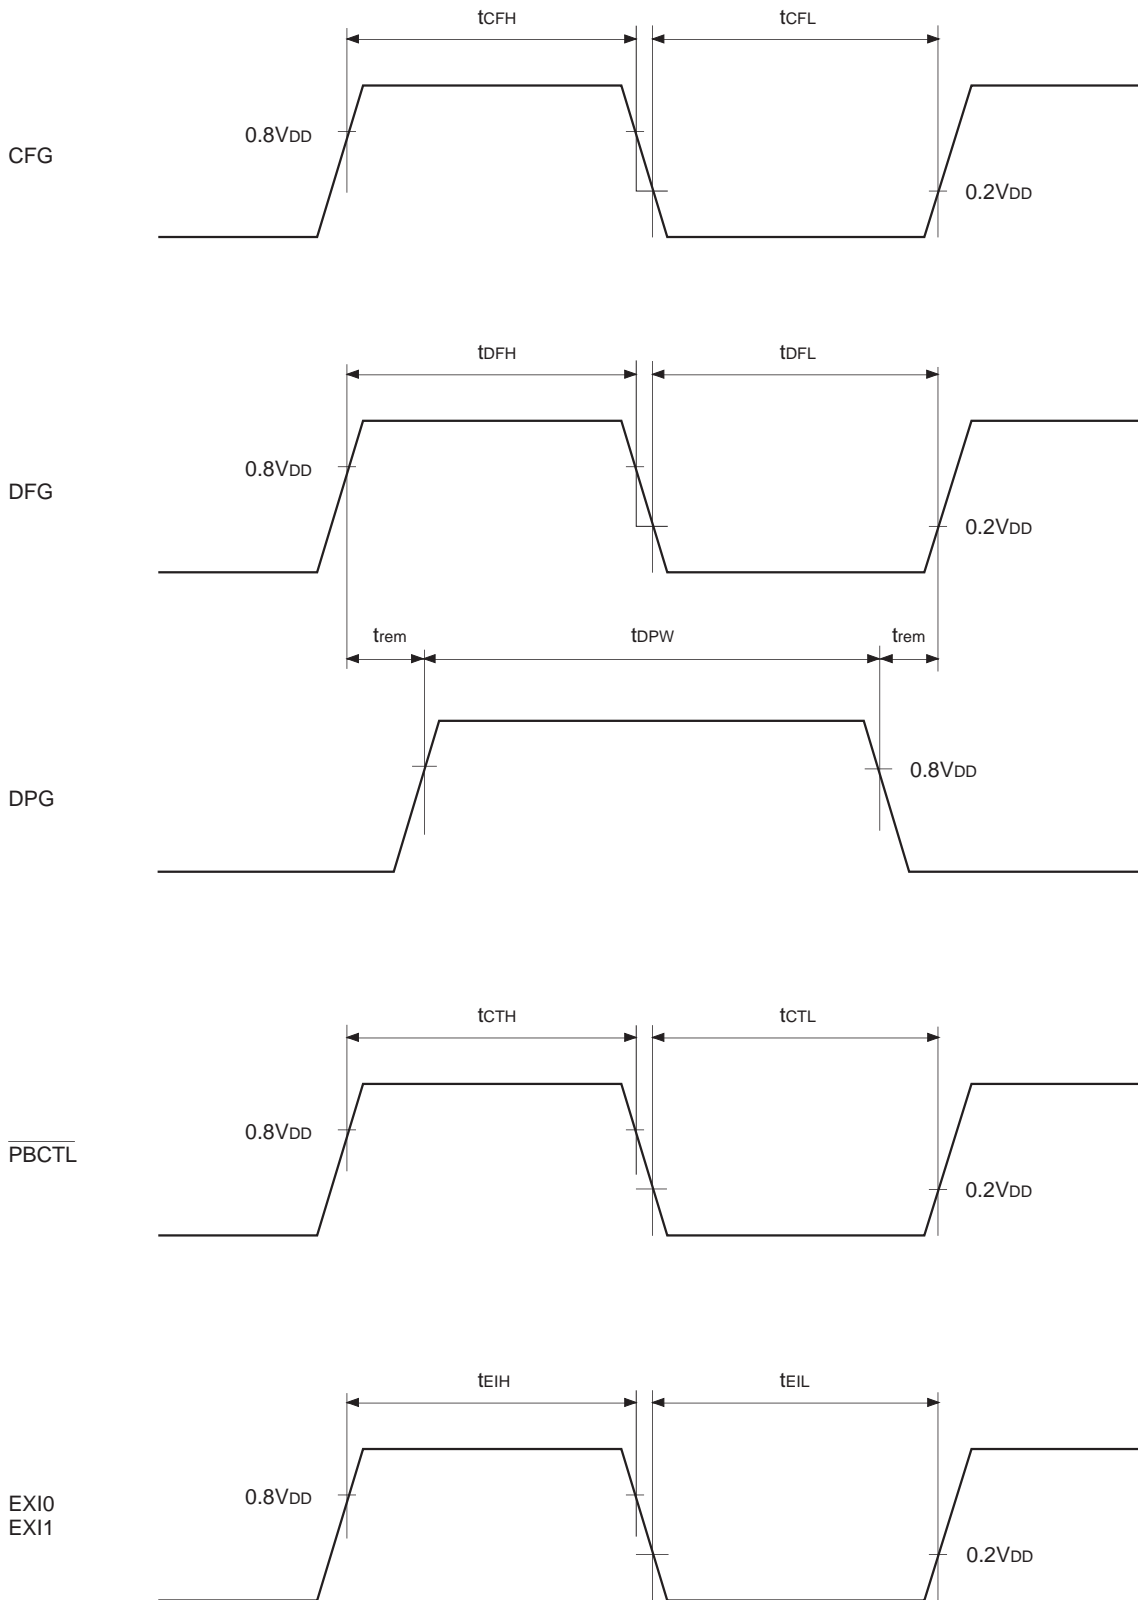 tCFH tCFL
0.8VDD
CFG
0.2VDD
tDFH tDFL
0.8VDD
DFG
0.2VDD
trem tDPW trem
0.8VDD
DPG
tCTH tCTL
0.8VDD
PBCTL
0.2VDD
tEIH tEIL
0.8VDD
EXI0
EXI1
0.2VDD